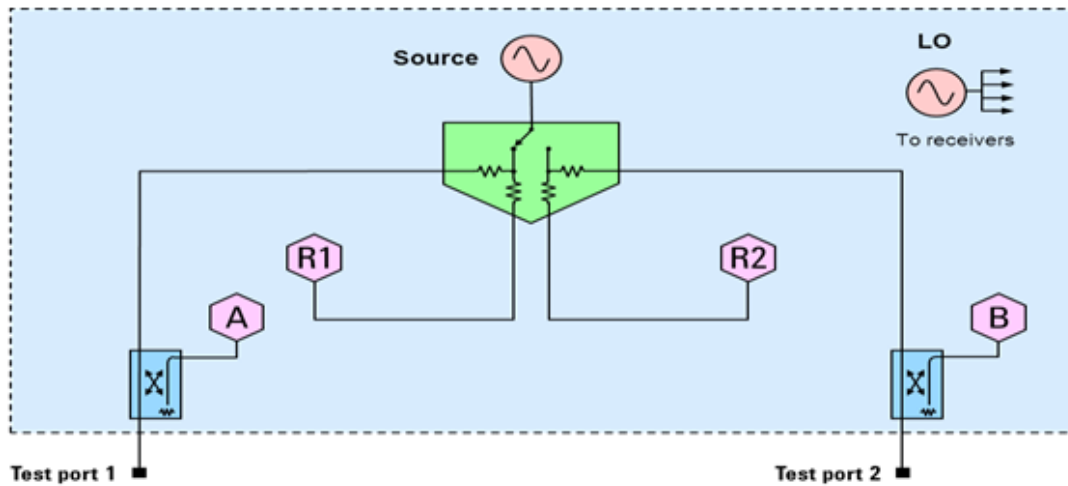 Source
LO
To receivers
R1
R2
A
B
Test port 1
Test port 2